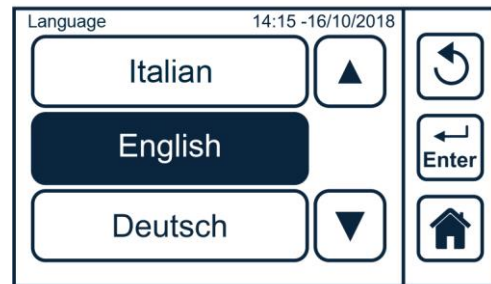 Language 14:15 -16/10/2018
Italian
English
Enter
Deutsch